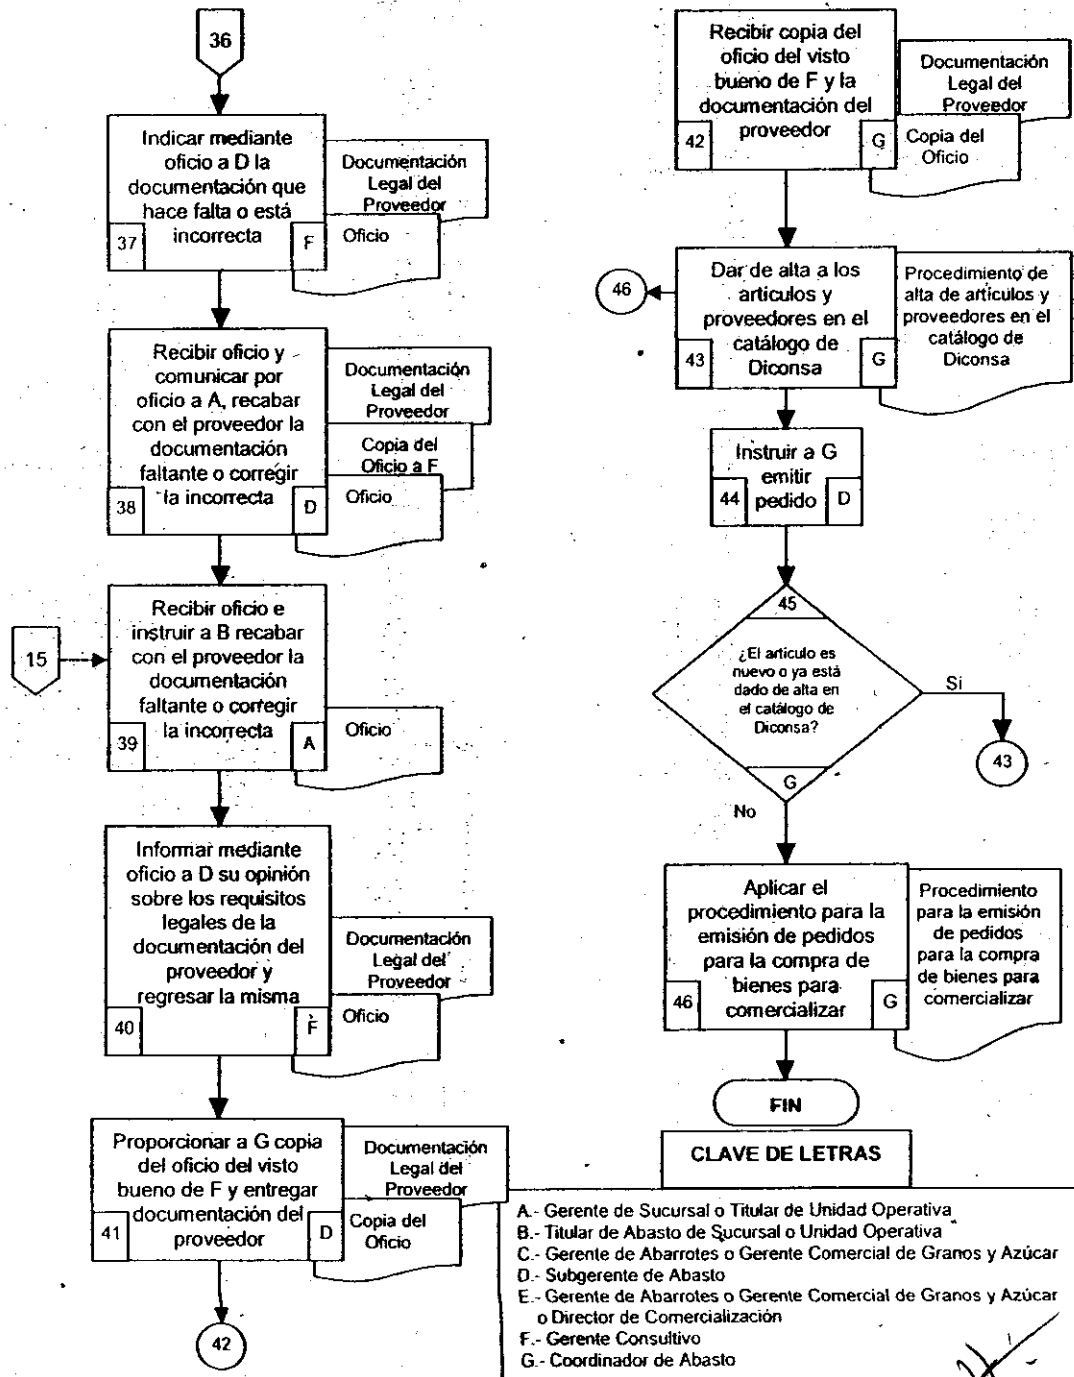 36
Indicar mediante
oficio a D la
documentación que
hace falta o está
incorrecta
37
F
Documentación
Legal del
Proveedor
Oficio
Recibir oficio y
comunicar por
oficio a A, recabar
con el proveedor la
documentación
faltante o corregir
la incorrecta
38
D
Documentación
Legal del
Proveedor
Copia del
Oficio a F
Oficio
15
Recibir oficio e
instruir a B recabar
con el proveedor la
documentación
faltante o corregir
la incorrecta
39
A
Oficio
Informar mediante
oficio a D su opinión
sobre los requisitos
legales de la
documentación del
proveedor y
regresar la misma
40
F
Documentación
Legal del
Proveedor
Oficio
Proporcionar a G copia
del oficio del visto
bueno de F y entregar
documentación del
proveedor
41
D
Documentación
Legal del
Proveedor
Copia del
Oficio
42
Recibir copia del
oficio del visto
bueno de F y la
documentación del
proveedor
42
G
Documentación
Legal del
Proveedor
Copia del
Oficio
46
Dar de alta a los
artículos y
proveedores en el
catálogo de
Diconsa
43
G
Procedimiento de
alta de artículos y
proveedores en el
catálogo de
Diconsa
Instruir a G
emitir
pedido
44
D
45
¿El artículo es
nuevo o ya está
dado de alta en
el catálogo de
Diconsa?
G
Si
43
No
Aplicar el
procedimiento para la
emisión de pedidos
para la compra de
bienes para
comercializar
46
G
Procedimiento
para la emisión
de pedidos
para la compra
de bienes para
comercializar
FIN
CLAVE DE LETRAS
A.- Gerente de Sucursal o Titular de Unidad Operativa
B.- Titular de Abasto de Sucursal o Unidad Operativa
C.- Gerente de Abarrotes o Gerente Comercial de Granos y Azúcar
D.- Subgerente de Abasto
E.- Gerente de Abarrotes o Gerente Comercial de Granos y Azúcar
o Director de Comercialización
F.- Gerente Consultivo
G.- Coordinador de Abasto